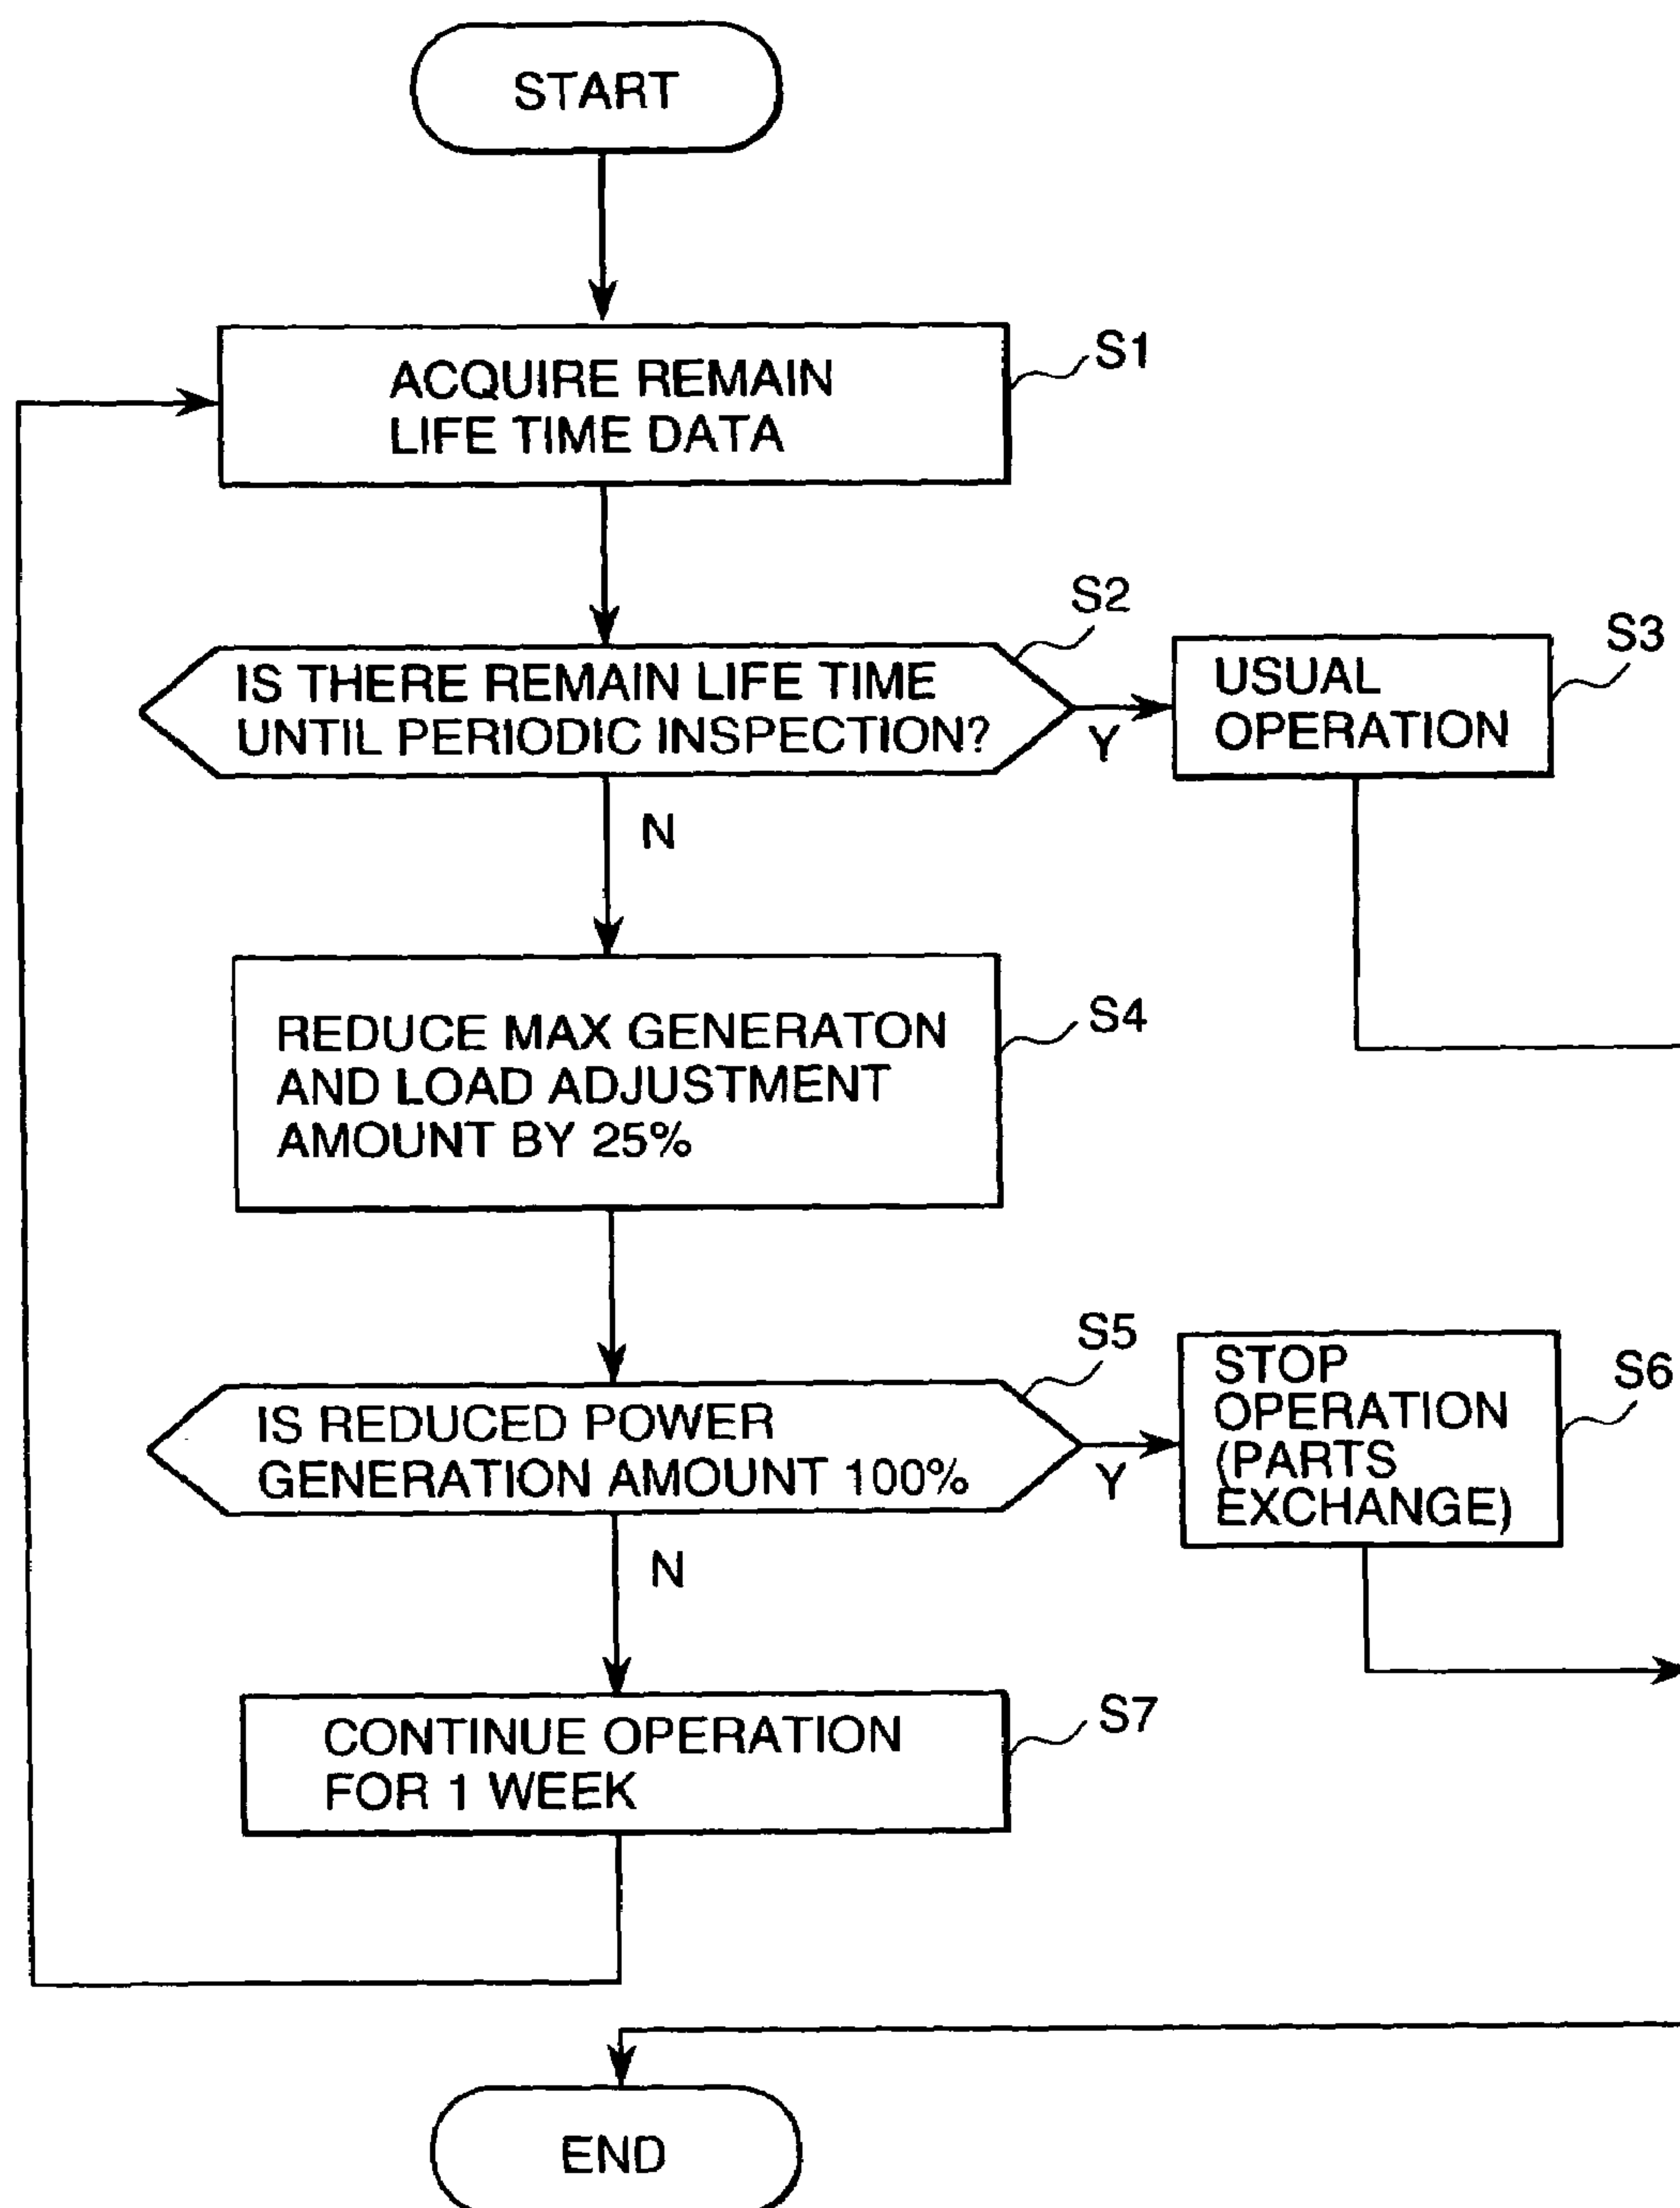 START
ACQUIRE REMAIN
LIFE TIME DATA
S1
IS THERE REMAIN LIFE TIME
UNTIL PERIODIC INSPECTION?
S2
Y
USUAL
OPERATION
S3
N
REDUCE MAX GENERATON
AND LOAD ADJUSTMENT
AMOUNT BY 25%
S4
IS REDUCED POWER
GENERATION AMOUNT 100%
S5
Y
STOP
OPERATION
(PARTS
EXCHANGE)
S6
N
CONTINUE OPERATION
FOR 1 WEEK
S7
END